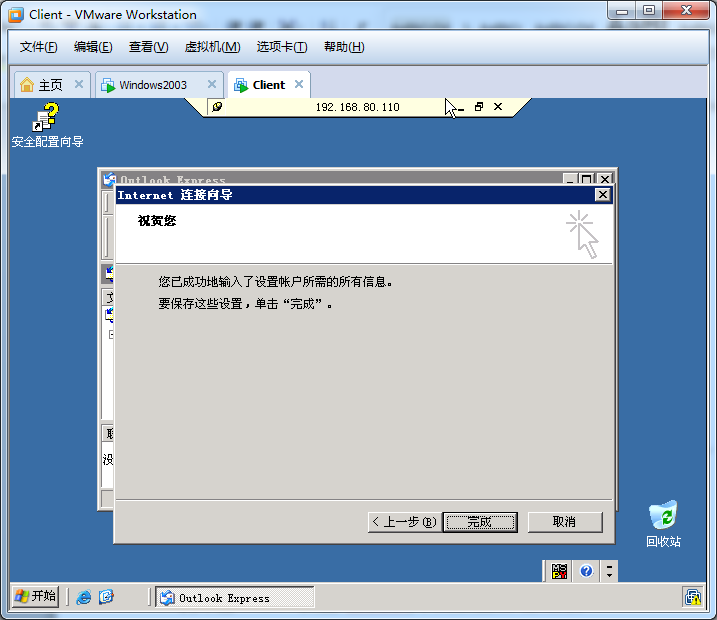 Client - VMware Workstation
文件(F) 编辑(E) 查看(V) 虚拟机(M) 选项卡(T) 帮助(H)
主页 Windows2003 Client
192.168.80.110
安全配置向导
Outlook Express
Internet 连接向导
祝贺您
您已成功地输入了设置帐户所需的所有信息。
要保存这些设置，单击“完成”。
< 上一步(B) 完成 取消
回收站
开始 Outlook Express